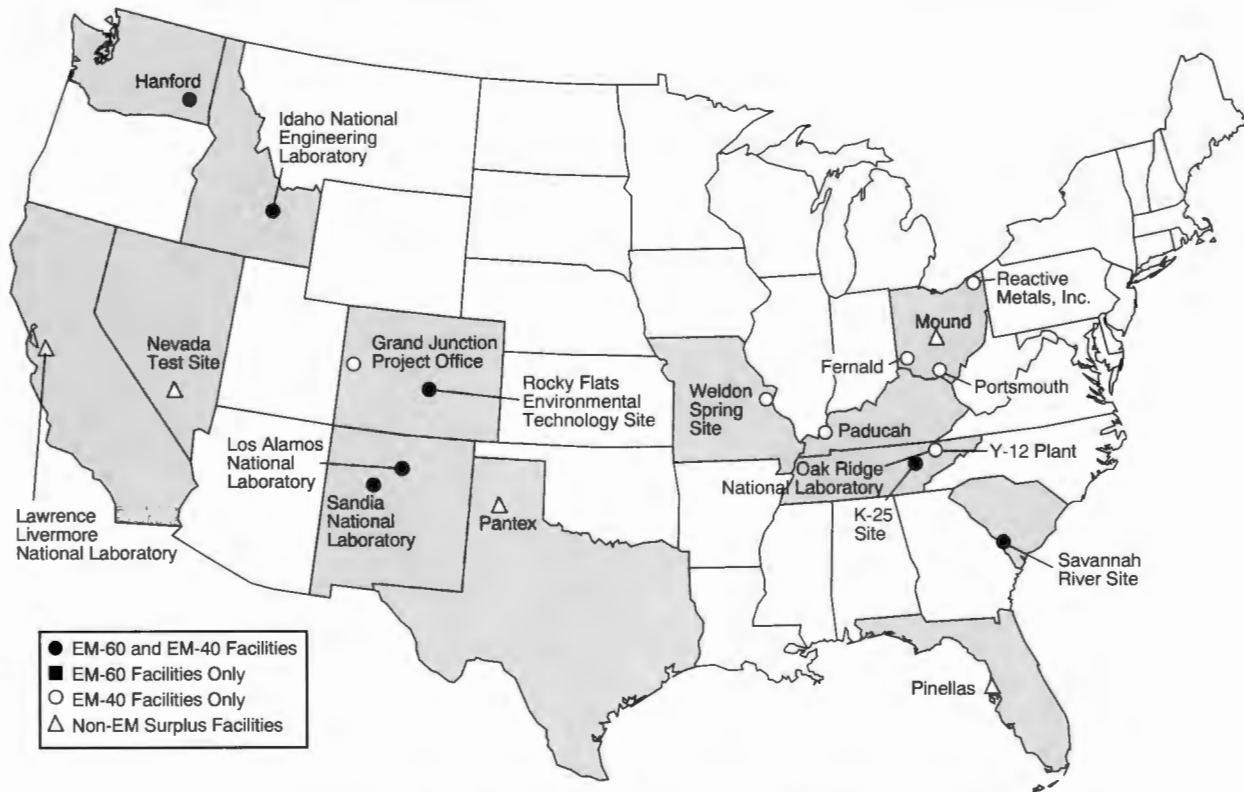 Hanford
Idaho National
Engineering
Laboratory
Reactive
Metals, Inc.
Mound
Nevada
Test Site
Grand Junction
Project Office
Fernald
Portsmouth
Rocky Flats
Environmental
Technology Site
Weldon
Spring
Site
Paducah
Los Alamos
National
Laboratory
Oak Ridge
National Laboratory
Y-12 Plant
Sandia
National
Laboratory
Pantex
K-25
Site
Lawrence
Livermore
National Laboratory
Savannah
River Site
Pinellas
EM-60 and EM-40 Facilities
EM-60 Facilities Only
EM-40 Facilities Only
Non-EM Surplus Facilities